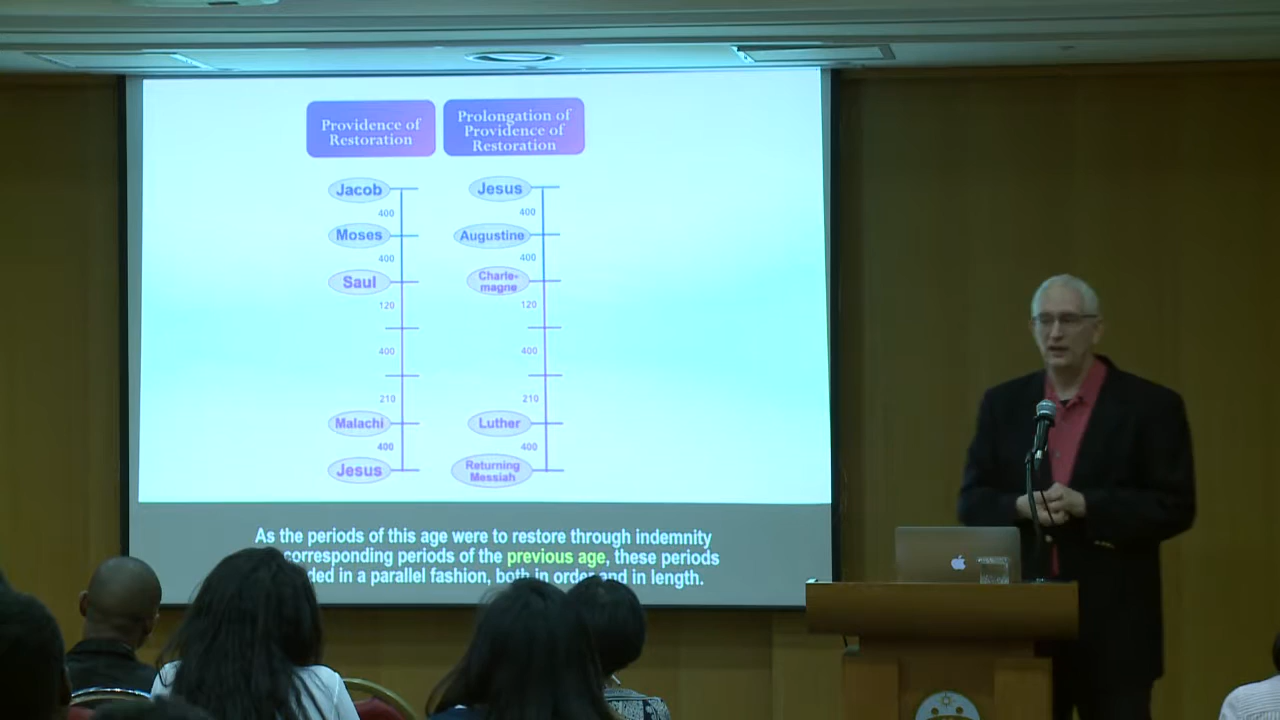 Providence of
Restoration
Prolongation of
Providence of
Restoration
Jacob
400
Moses
400
Saul
120
400
210
Malachi
400
Jesus
Jesus
400
Augustine
400
Charle-
magne
120
400
210
Luther
400
Returning
Messiah
As the periods of this age were to restore through indemnity
corresponding periods of the previous age, these periods
in a parallel fashion, both in order and in length.